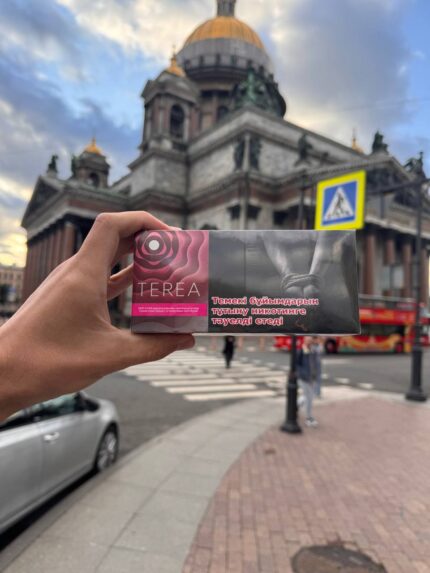 TEREA
Темекі бұйымдарын
тұтыну никотинге
тәуелді етеді